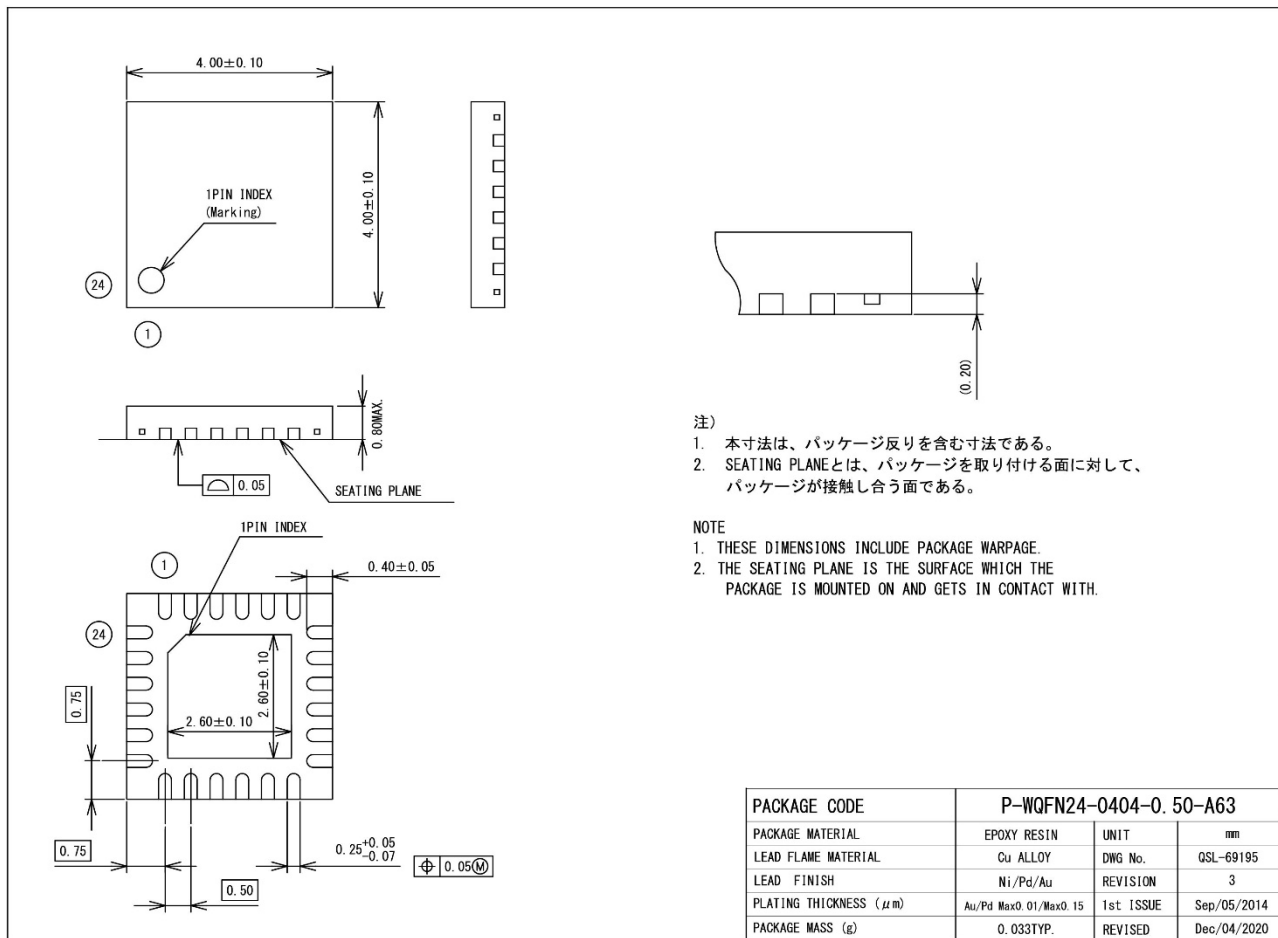 4.00±0.10
4.00±0.10
1PIN INDEX
(Marking)
24
1
0.80MAX.
0.05
SEATING PLANE
(0.20)
注)
1. 本寸法は、パッケージ反りを含む寸法である。
2. SEATING PLANEとは、パッケージを取り付ける面に対して、
パッケージが接触し合う面である。
NOTE
1. THESE DIMENSIONS INCLUDE PACKAGE WARPAGE.
2. THE SEATING PLANE IS THE SURFACE WHICH THE
PACKAGE IS MOUNTED ON AND GETS IN CONTACT WITH.
1PIN INDEX
1
0.40±0.05
24
2.60±0.10
2.60±0.10
0.75
0.75
0.50
0.25+0.05
-0.07
⌖ 0.05Ⓜ
PACKAGE CODE P-WQFN24-0404-0.50-A63
PACKAGE MATERIAL EPOXY RESIN UNIT mm
LEAD FLAME MATERIAL Cu ALLOY DWG No. QSL-69195
LEAD FINISH Ni/Pd/Au REVISION 3
PLATING THICKNESS (μm) Au/Pd Max0.01/Max0.15 1st ISSUE Sep/05/2014
PACKAGE MASS (g) 0.033TYP. REVISED Dec/04/2020